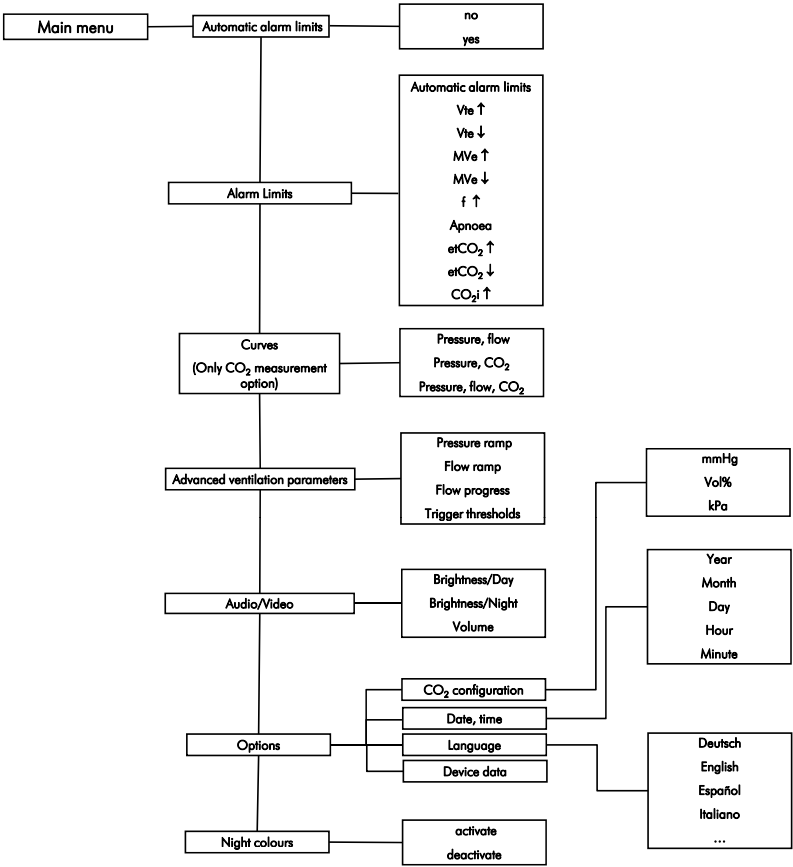 Main menu
Automatic alarm limits
no
yes
Alarm Limits
Automatic alarm limits
Vte ↑
Vte ↓
MVe ↑
MVe ↓
f ↑
Apnoea
etCO₂ ↑
etCO₂ ↓
CO₂i ↑
Curves
(Only CO₂ measurement
option)
Pressure, flow
Pressure, CO₂
Pressure, flow, CO₂
Advanced ventilation parameters
Pressure ramp
Flow ramp
Flow progress
Trigger thresholds
Audio/Video
Brightness/Day
Brightness/Night
Volume
Options
CO₂ configuration
mmHg
Vol%
kPa
Date, time
Year
Month
Day
Hour
Minute
Language
Deutsch
English
Español
Italiano
...
Device data
Night colours
activate
deactivate